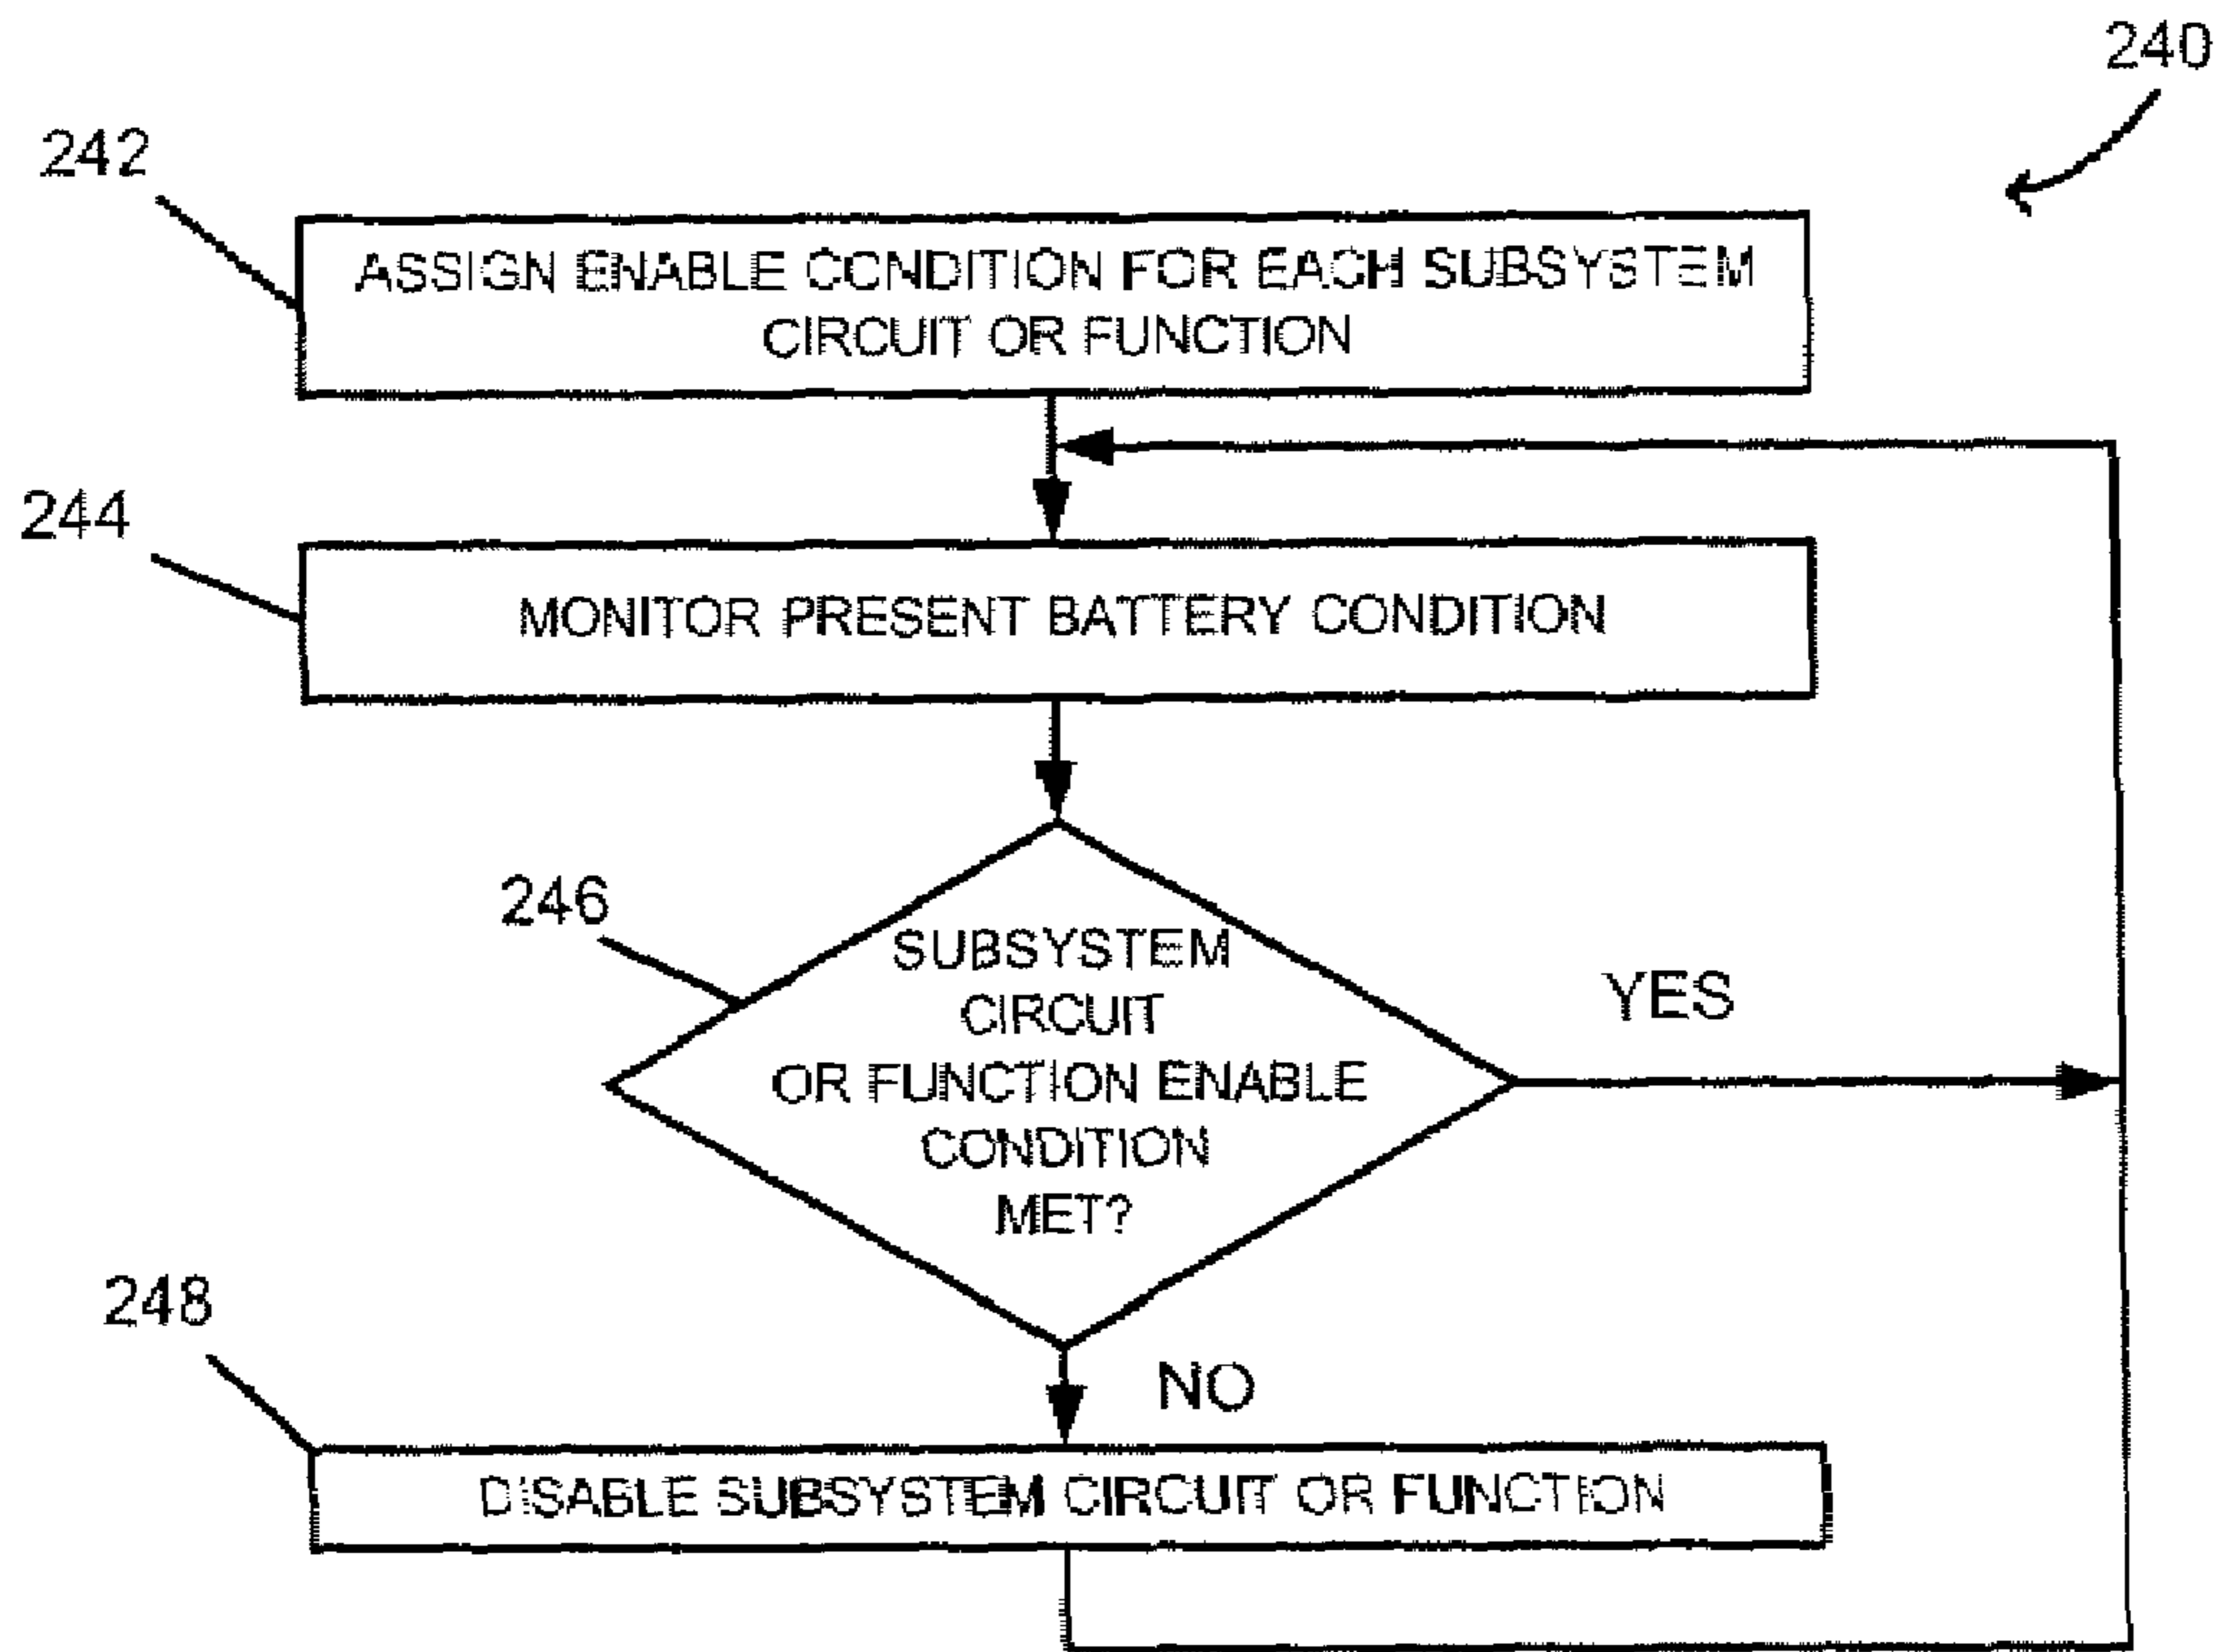 240
242
ASSIGN ENABLE CONDITION FOR EACH SUBSYSTEM
CIRCUIT OR FUNCTION
244
MONITOR PRESENT BATTERY CONDITION
246
SUBSYSTEM
CIRCUIT
OR FUNCTION ENABLE
CONDITION
MET?
YES
NO
248
DISABLE SUBSYSTEM CIRCUIT OR FUNCTION